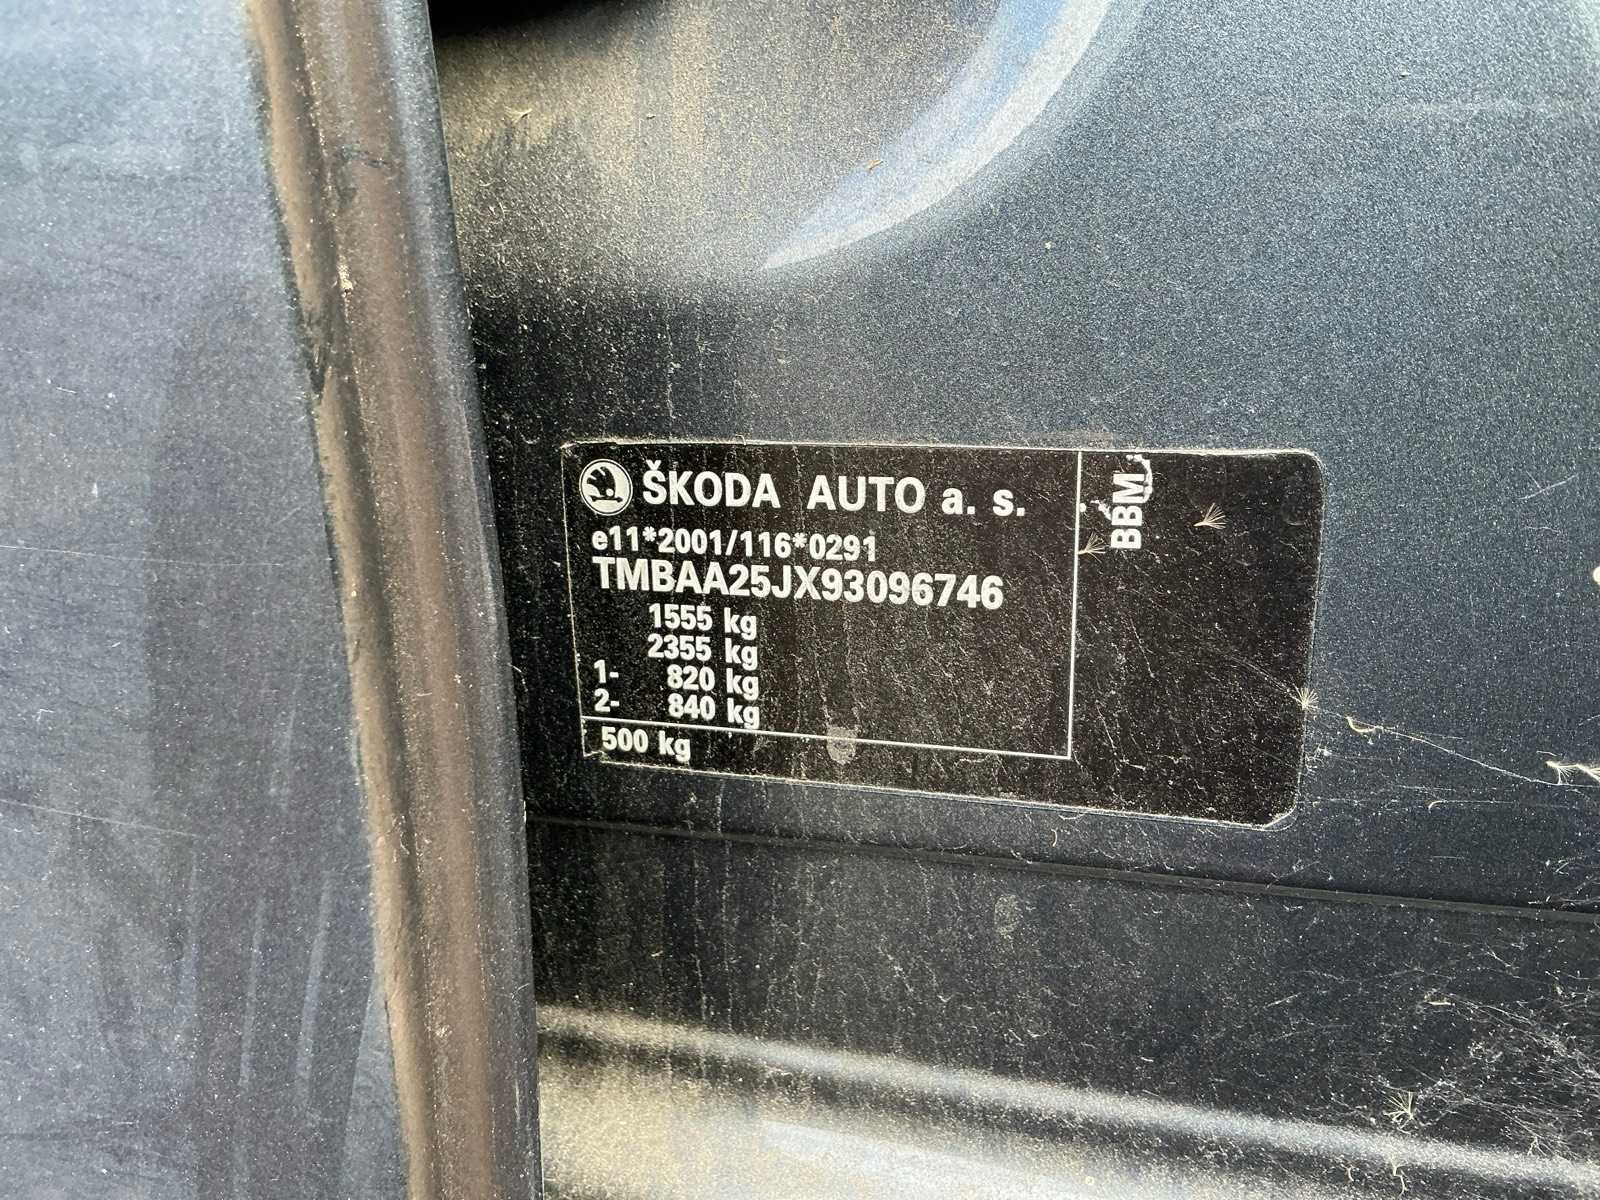 ŠKODA AUTO a. s.
e11*2001/116*0291
TMBAA25JX93096746
1555 kg
2355 kg
1- 820 kg
2- 840 kg
500 kg
BBM